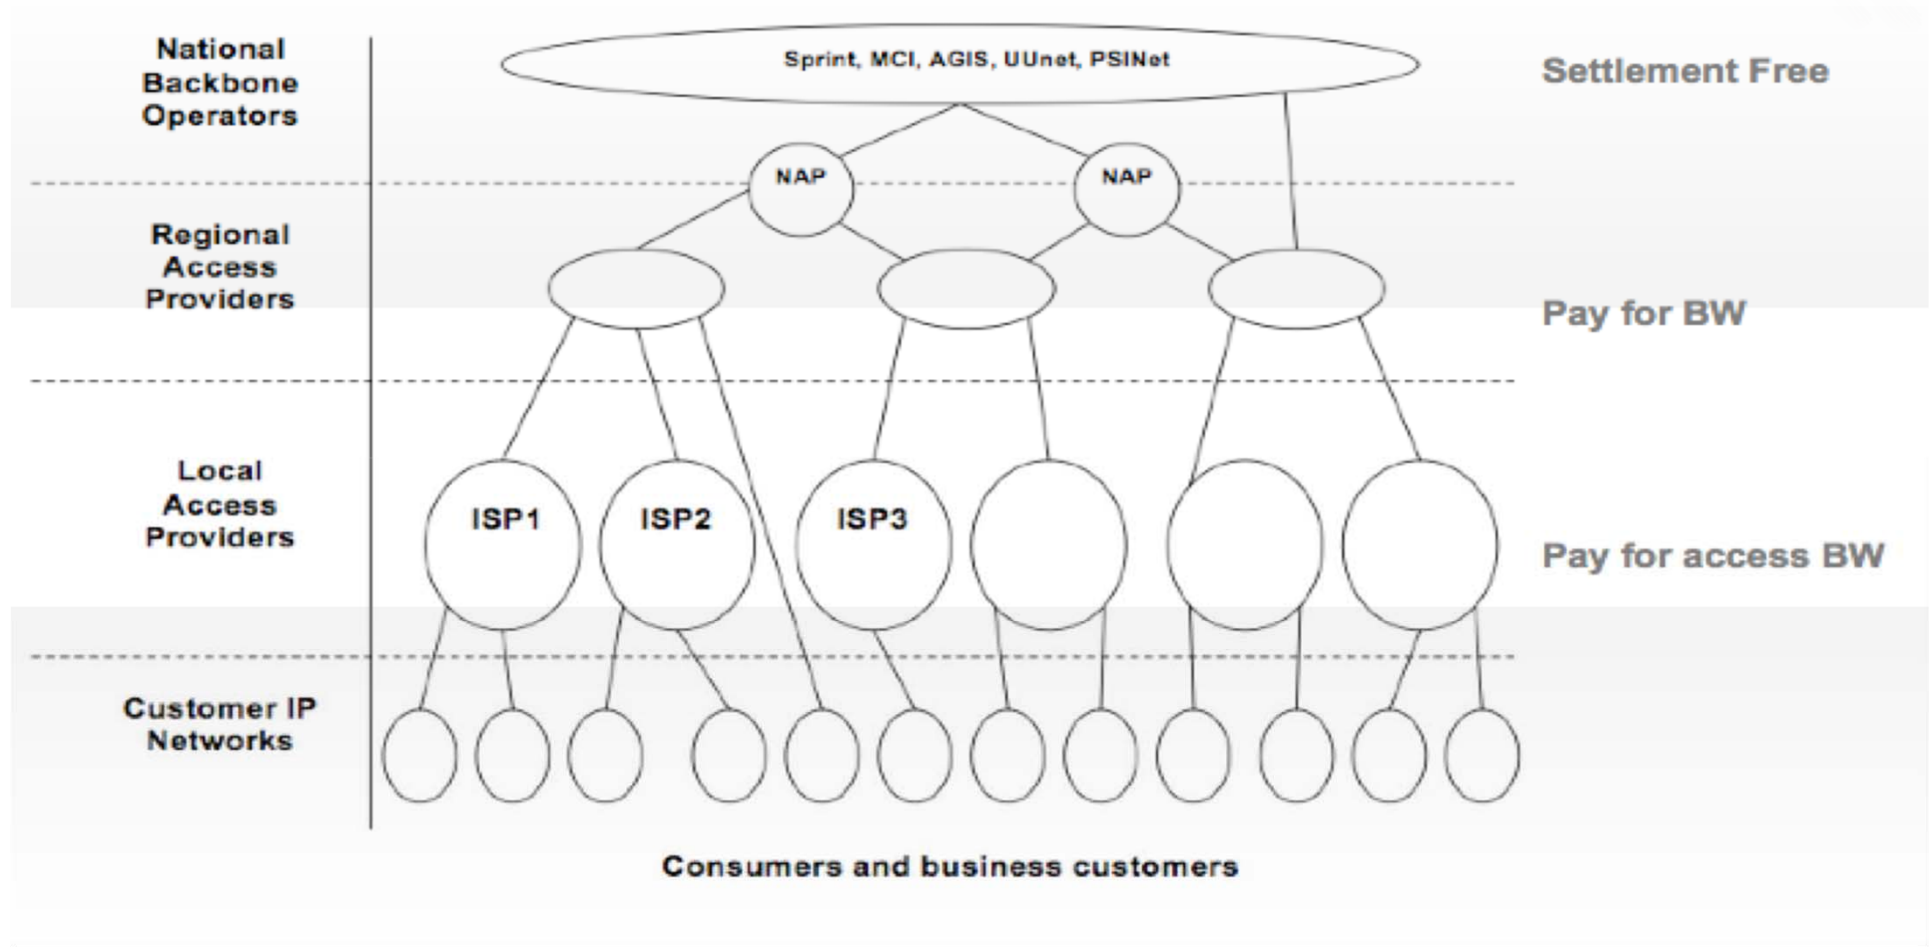 National
Backbone
Operators
Sprint, MCI, AGIS, UUnet, PSINet
Settlement Free
NAP
NAP
Regional
Access
Providers
Pay for BW
Local
Access
Providers
ISP1
ISP2
ISP3
Pay for access BW
Customer IP
Networks
Consumers and business customers